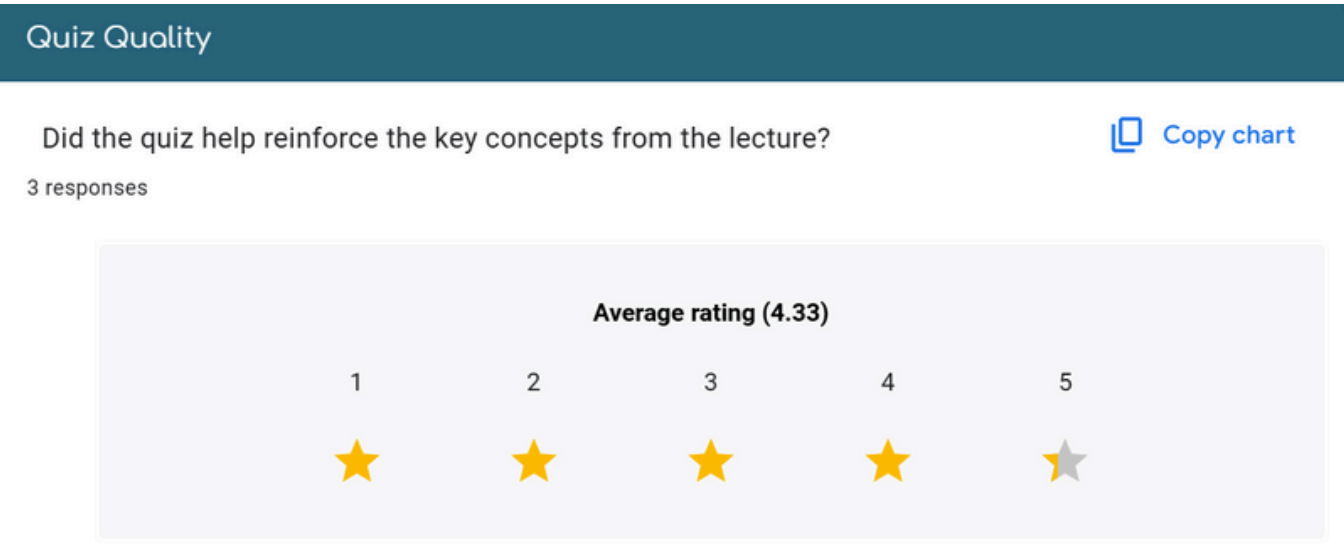 Quiz Quality
Did the quiz help reinforce the key concepts from the lecture?
Copy chart
3 responses
Average rating (4.33)
1 2 3 4 5